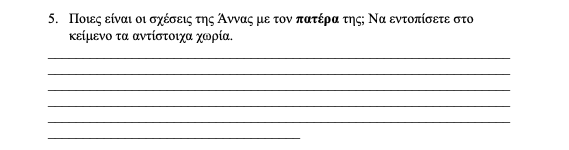 5. Ποιες είναι οι σχέσεις της Άννας με τον πατέρα της; Να εντοπίσετε στο
κείμενο τα αντίστοιχα χωρία.